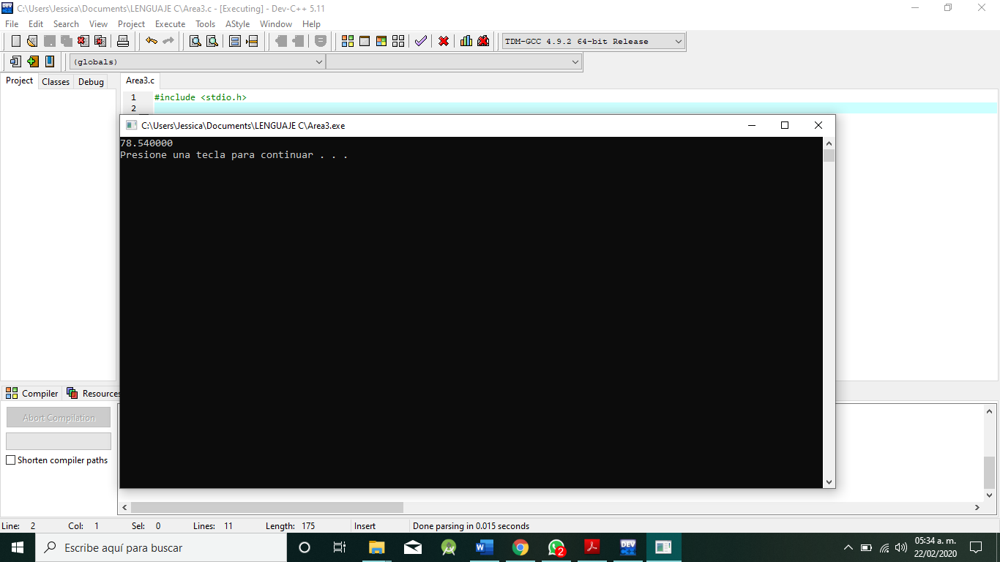 C:\Users\Jessica\Documents\LENGUAJE C\Area3.c - [Executing] - Dev-C++ 5.11
File Edit Search View Project Execute Tools AStyle Window Help
TDM-GCC 4.9.2 64-bit Release
(globals)
Project Classes Debug Area3.c
1 #include <stdio.h>
2
C:\Users\Jessica\Documents\LENGUAJE C\Area3.exe
78.540000
Presione una tecla para continuar . . .
Compiler Resources
Abort Compilation
Shorten compiler paths
Line: 2 Col: 1 Sel: 0 Lines: 11 Length: 175 Insert Done parsing in 0.015 seconds
Escribe aquí para buscar
2
05:34 a. m.
22/02/2020